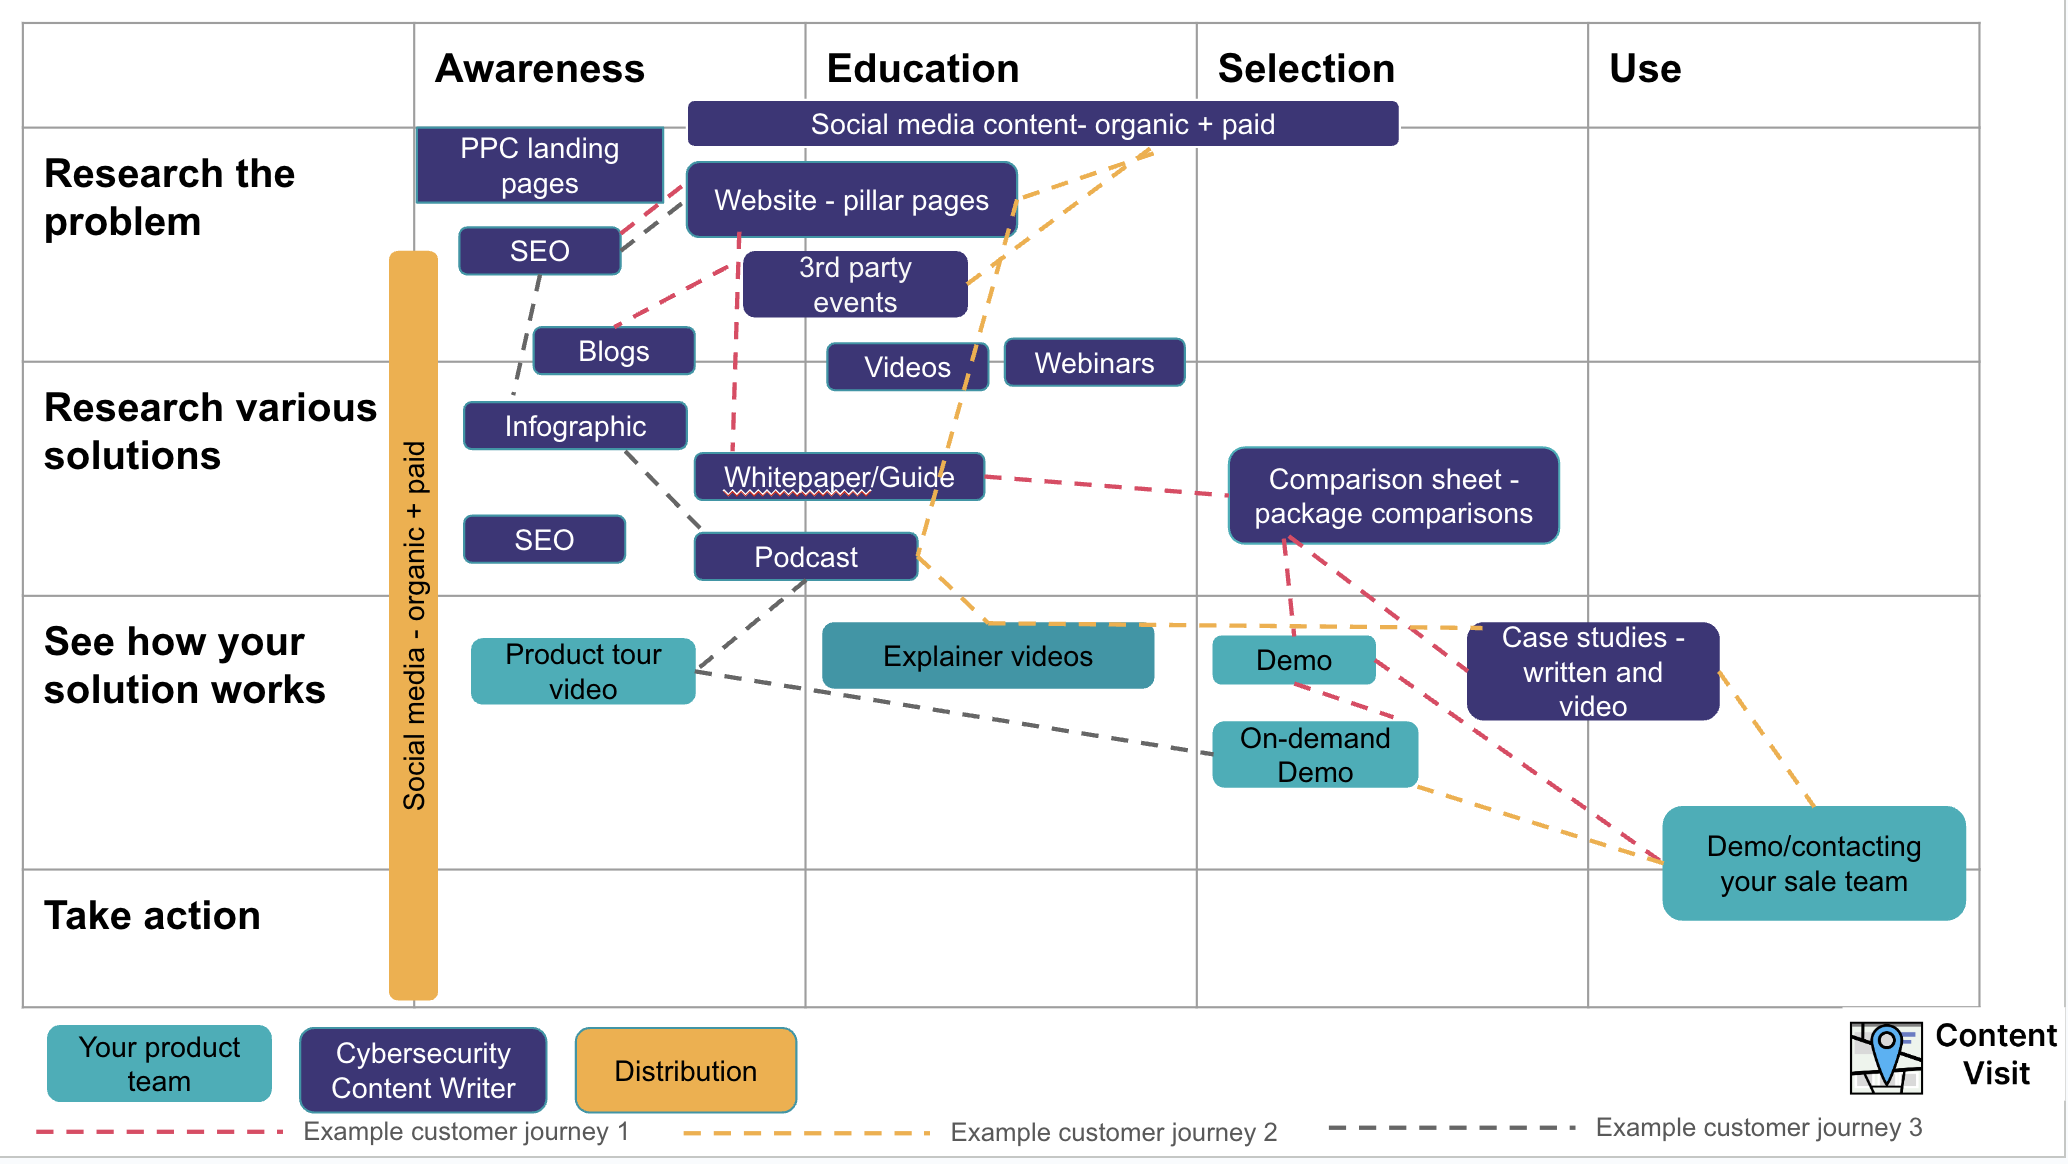 Awareness
Education
Selection
Use
Social media content- organic + paid
Research the
problem
PPC landing
pages
Website - pillar pages
SEO
3rd party
events
Blogs
Videos
Webinars
Research various
solutions
Infographic
Whitepaper/Guide
Comparison sheet -
package comparisons
SEO
Podcast
Social media - organic + paid
See how your
solution works
Product tour
video
Explainer videos
Demo
Case studies -
written and
video
On-demand
Demo
Demo/contacting
your sale team
Take action
Your product
team
Cybersecurity
Content Writer
Distribution
Content
Visit
Example customer journey 1
Example customer journey 2
Example customer journey 3